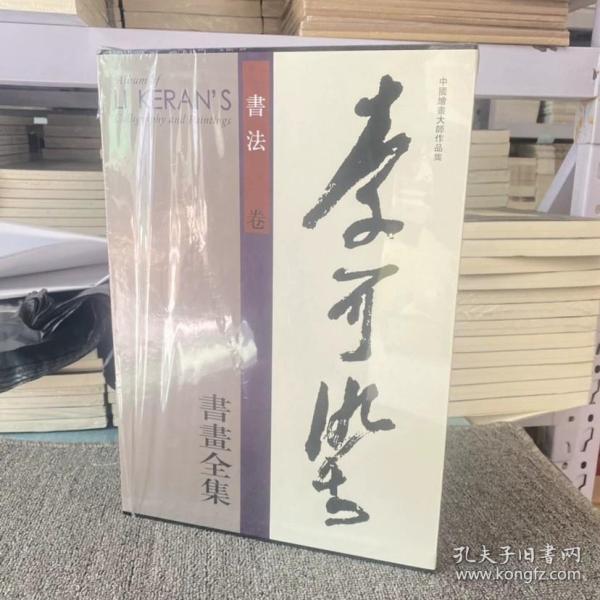 Album of
LI KERAN'S
Calligraphy and Paintings
書法
卷
李可染
中國繪畫大師作品集
書畫全集
孔夫子旧书网
www.kongfz.com